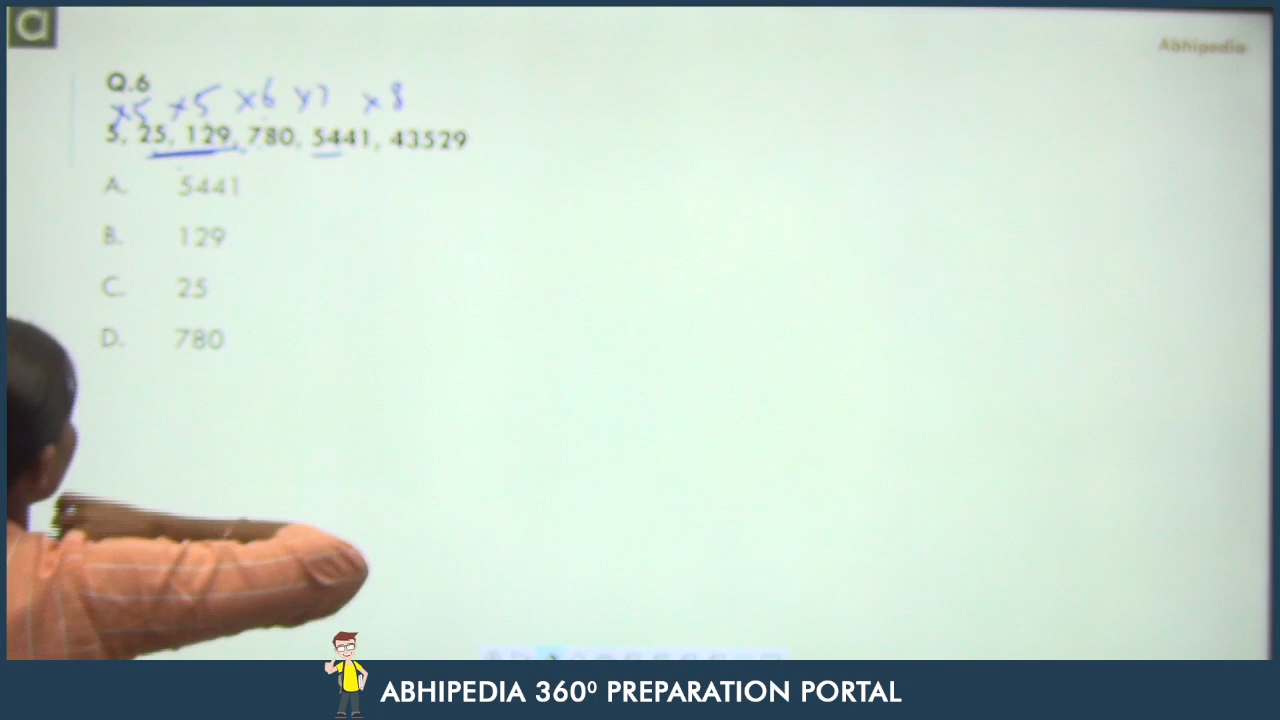 a
Abhipedia
Q.6
×5 ×5 ×6 ×7 ×8
5, 25, 129, 780, 5441, 43529
A. 5441
B. 129
C. 25
D. 780
ABHIPEDIA 360⁰ PREPARATION PORTAL